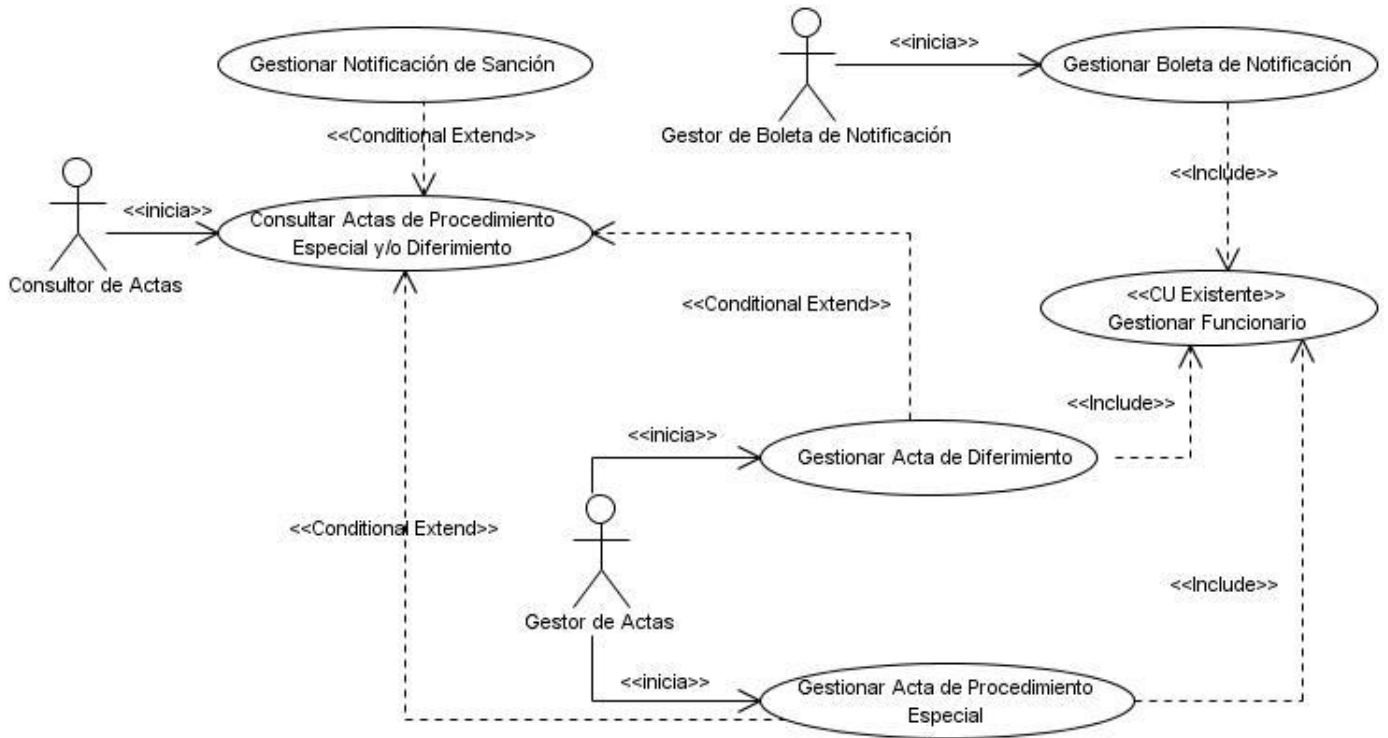 <<inicia>>
Gestionar Notificación de Sanción
Gestionar Boleta de Notificación
<<Conditional Extend>>
Gestor de Boleta de Notificación
<<Include>>
<<inicia>>
Consultar Actas de Procedimiento
Especial y/o Diferimiento
Consultor de Actas
<<CU Existente>>
Gestionar Funcionario
<<Conditional Extend>>
<<Include>>
<<inicia>>
Gestionar Acta de Diferimiento
<<Conditional Extend>>
<<Include>>
Gestor de Actas
<<inicia>>
Gestionar Acta de Procedimiento
Especial